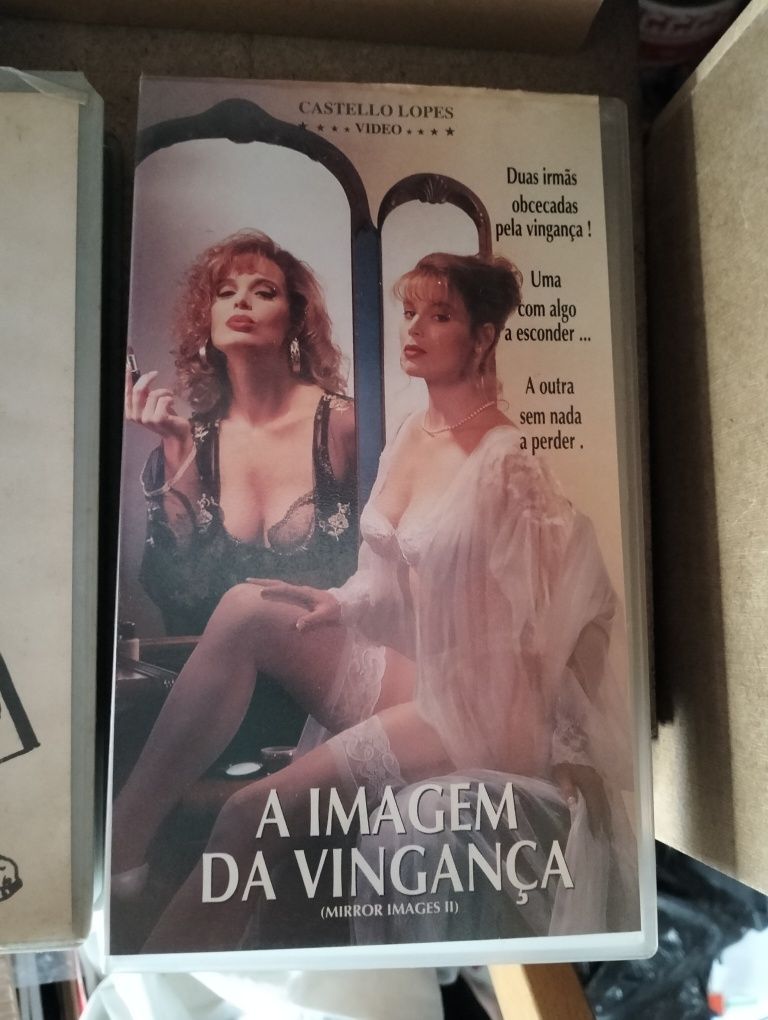 CASTELLO LOPES
★ ★ ★ ★ VIDEO ★ ★ ★ ★
Duas irmãs
obcecadas
pela vingança !
Uma
com algo
a esconder ...
A outra
sem nada
a perder .
A IMAGEM
DA VINGANÇA
(MIRROR IMAGES II)